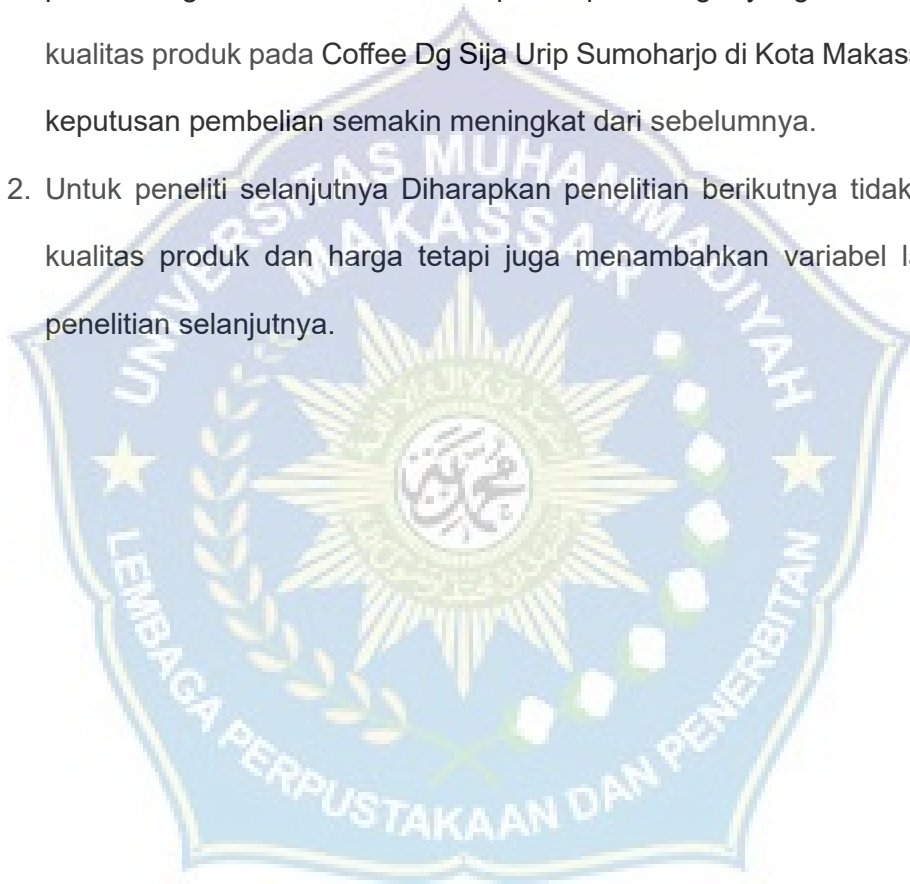 kualitas produk pada Coffee Dg Sija Urip Sumoharjo di Kota
keputusan pembelian semakin meningkat dari sebelumnya.
2. Untuk peneliti selanjutnya Diharapkan penelitian berikutnya tidak
kualitas produk dan harga tetapi juga menambahkan variabel
penelitian selanjutnya.
UNIVERSITAS MUHAMMADIYAH
MAKASSAR
LEMBAGA PERPUSTAKAAN DAN PENERBITAN